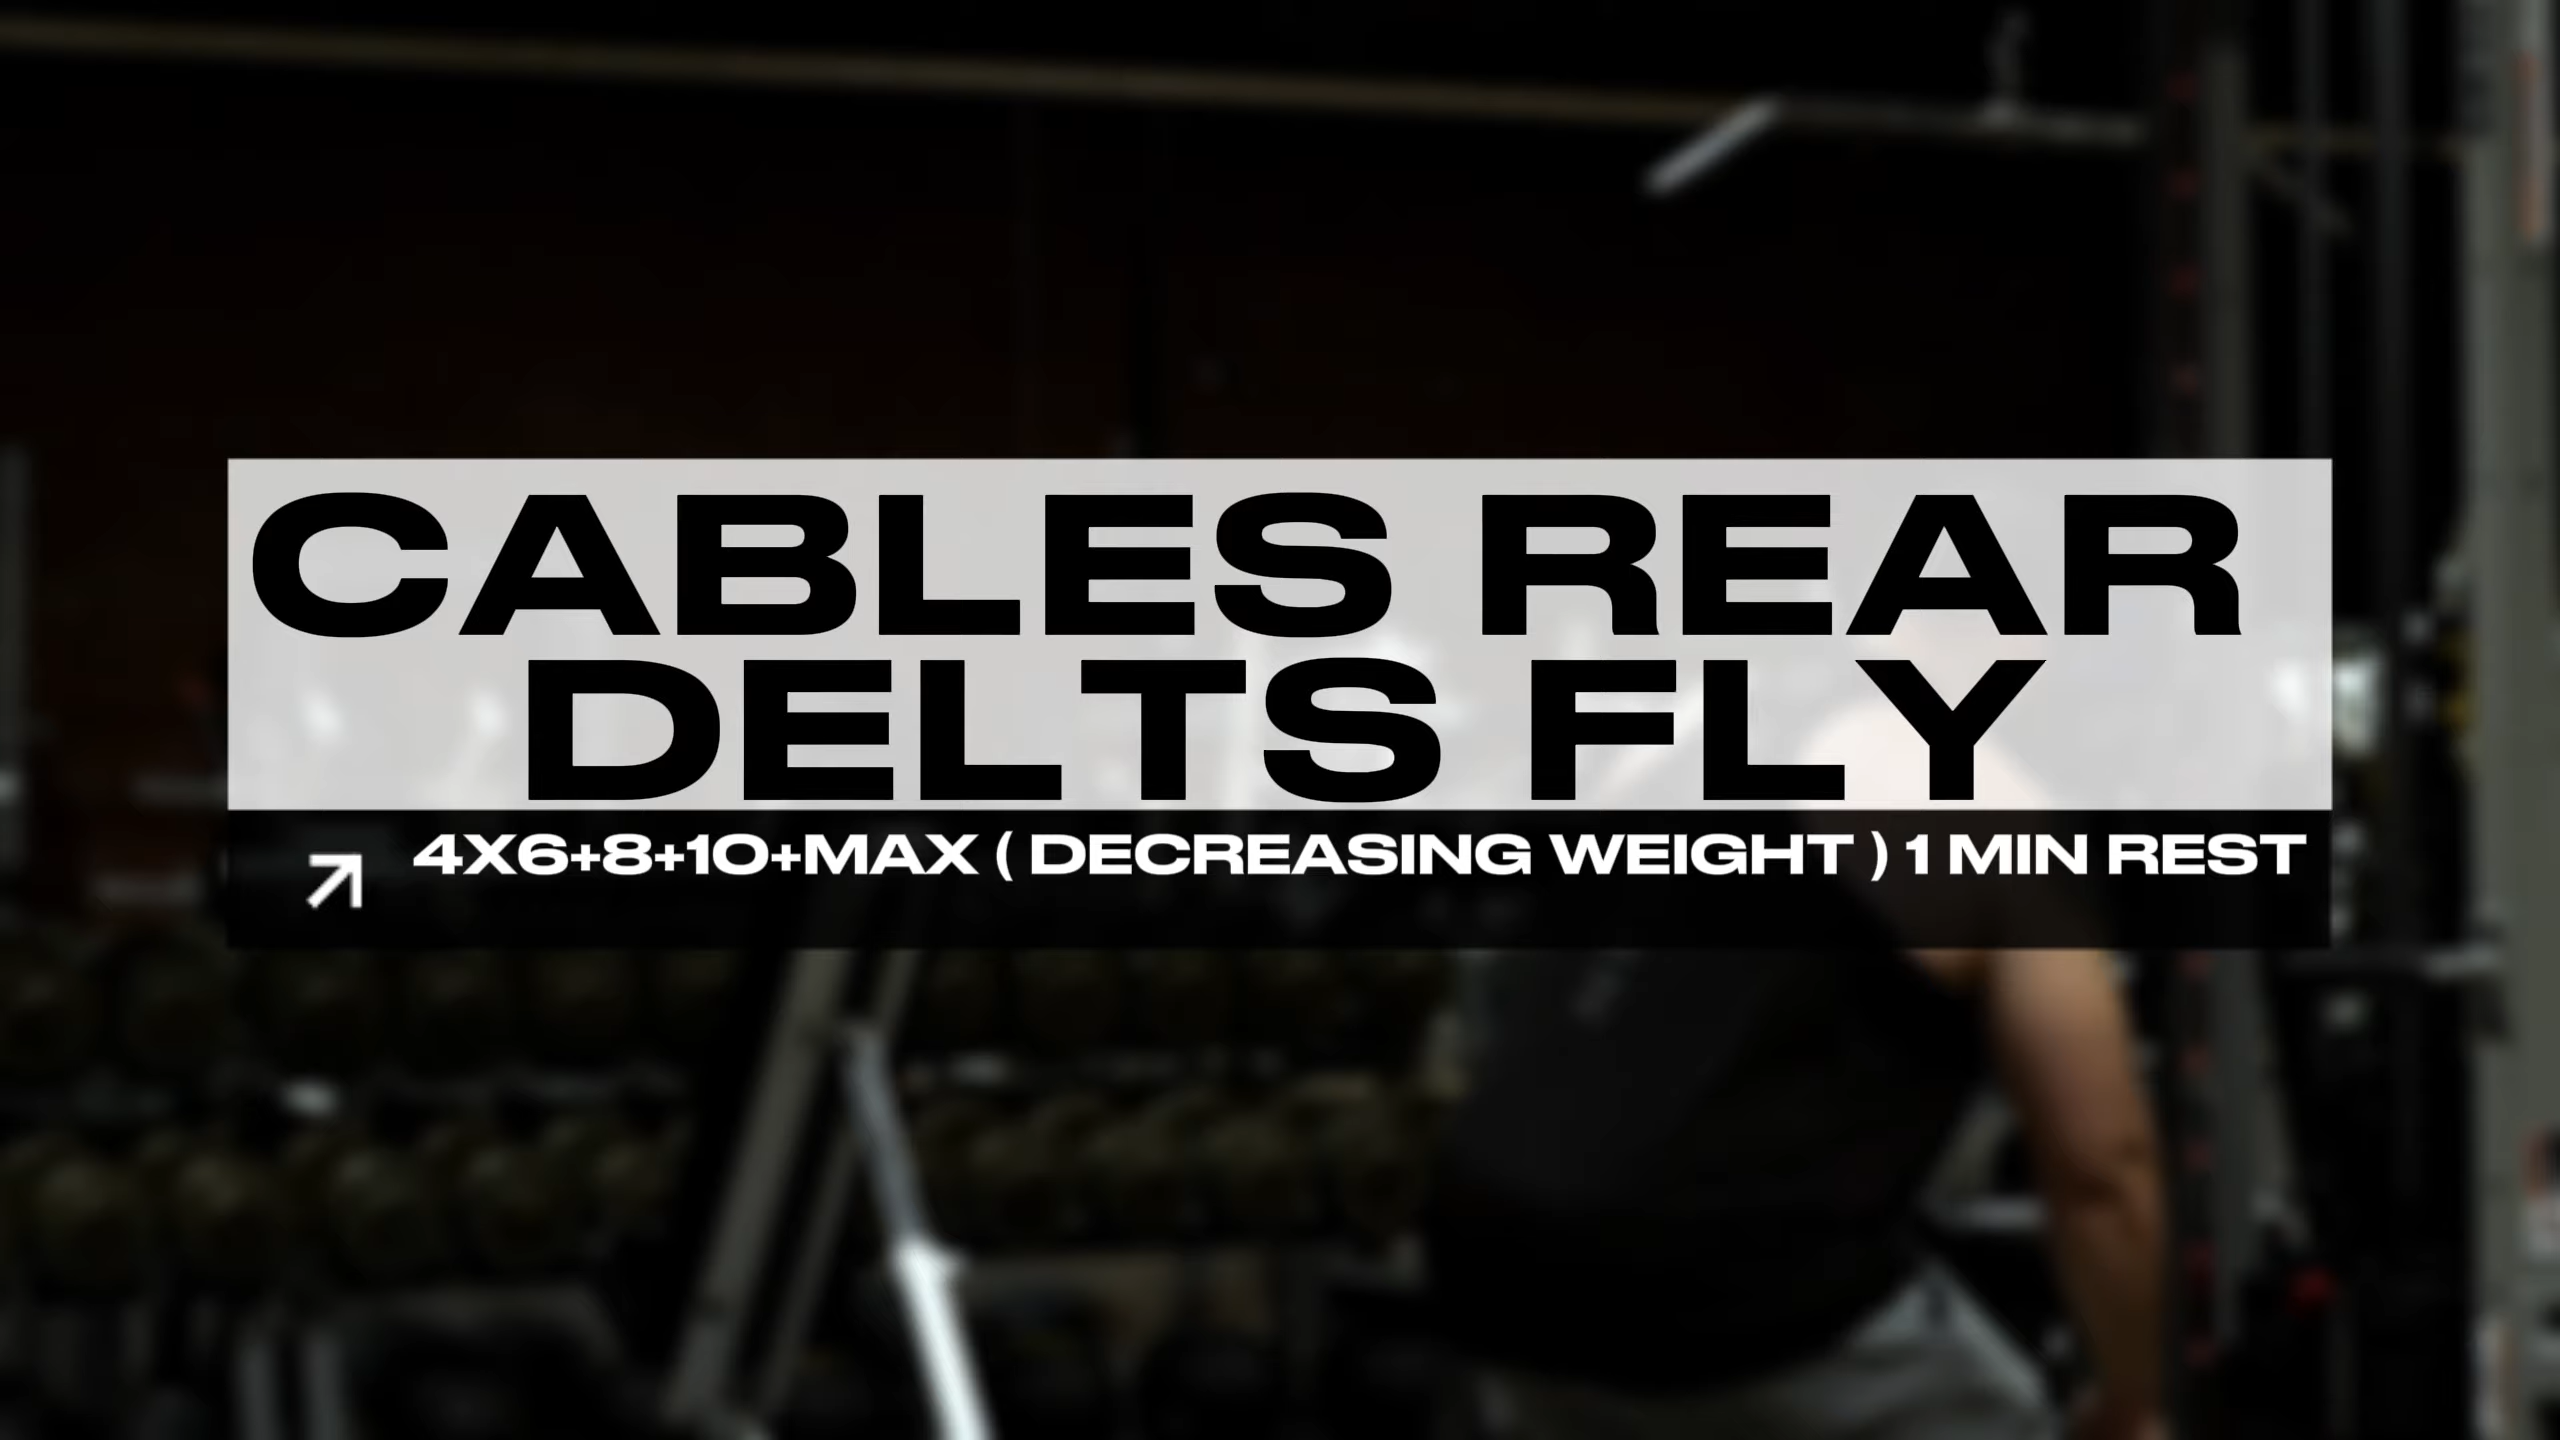 CABLES REAR
DELTS FLY
4X6+8+10+MAX ( DECREASING WEIGHT ) 1 MIN REST